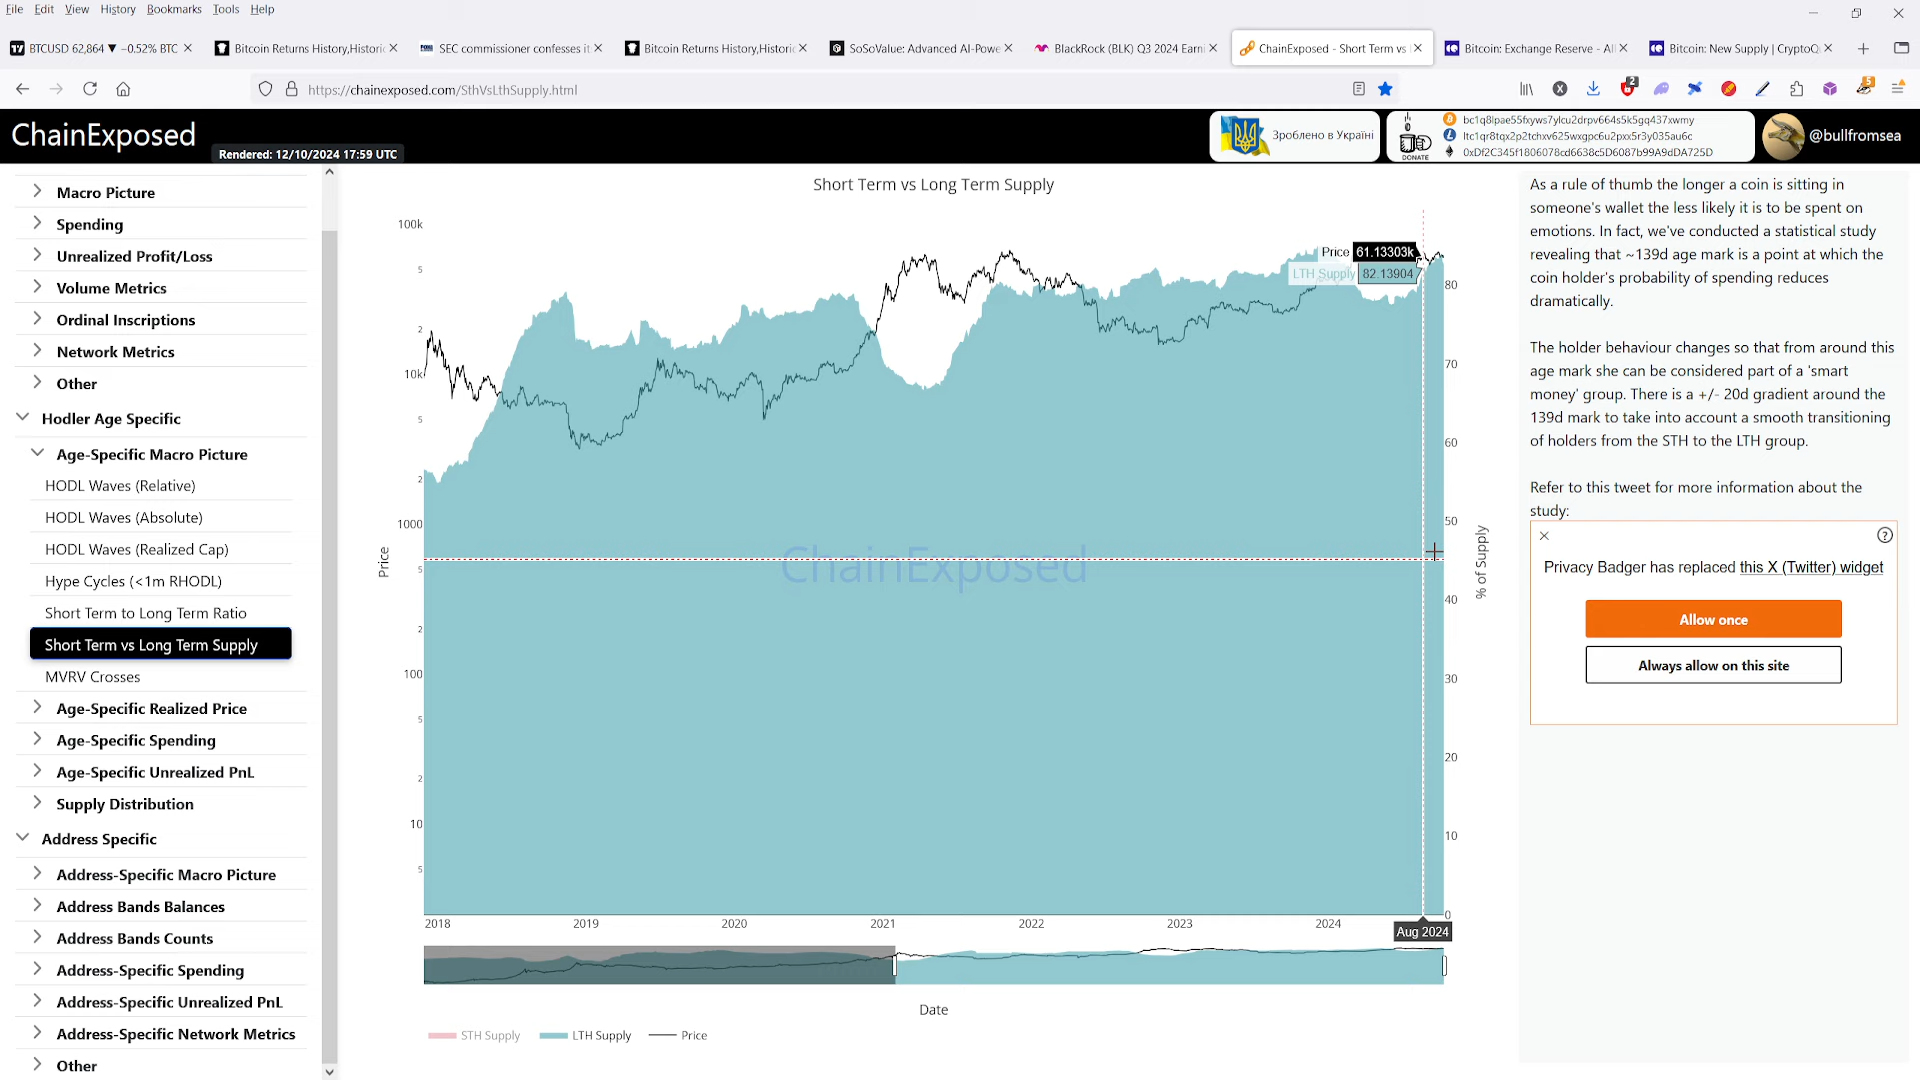 File Edit View History Bookmarks Tools Help
BTCUSD 62,864 ▼ −0.52% BTC
Bitcoin Returns History,Historic
SEC commissioner confesses it
Bitcoin Returns History,Historic
SoSoValue: Advanced AI-Powe
BlackRock (BLK) Q3 2024 Earni
ChainExposed - Short Term vs
Bitcoin: Exchange Reserve - All
Bitcoin: New Supply | CryptoQ
https://chainexposed.com/SthVsLthSupply.html
2
5
ChainExposed
Rendered: 12/10/2024 17:59 UTC
Зроблено в Україні
DONATE
bc1q8lpae55fxyws7ylcu2drpv664s5k5gq437xwmy
ltc1qr8tqx2p2tchxv625wxgpc6u2pxx5r3y035au6c
0xDf2C345f1806078cd6638c5D6087b99A9dDA725D
@bullfromsea
Macro Picture
Spending
Unrealized Profit/Loss
Volume Metrics
Ordinal Inscriptions
Network Metrics
Other
Hodler Age Specific
Age-Specific Macro Picture
HODL Waves (Relative)
HODL Waves (Absolute)
HODL Waves (Realized Cap)
Hype Cycles (<1m RHODL)
Short Term to Long Term Ratio
Short Term vs Long Term Supply
MVRV Crosses
Age-Specific Realized Price
Age-Specific Spending
Age-Specific Unrealized PnL
Supply Distribution
Address Specific
Address-Specific Macro Picture
Address Bands Balances
Address Bands Counts
Address-Specific Spending
Address-Specific Unrealized PnL
Address-Specific Network Metrics
Other
Short Term vs Long Term Supply
100k
5
2
10k
5
2
1000
5
2
100
5
2
10
5
Price
Price 61.13303k
LTH Supply 82.13904
80
70
60
50
40
30
20
10
0
% of Supply
ChainExposed
2018 2019 2020 2021 2022 2023 2024
Aug 2024
Date
STH Supply LTH Supply Price
As a rule of thumb the longer a coin is sitting in
someone's wallet the less likely it is to be spent on
emotions. In fact, we've conducted a statistical study
revealing that ~139d age mark is a point at which the
coin holder's probability of spending reduces
dramatically.
The holder behaviour changes so that from around this
age mark she can be considered part of a 'smart
money' group. There is a +/- 20d gradient around the
139d mark to take into account a smooth transitioning
of holders from the STH to the LTH group.
Refer to this tweet for more information about the
study:
Privacy Badger has replaced this X (Twitter) widget
Allow once
Always allow on this site